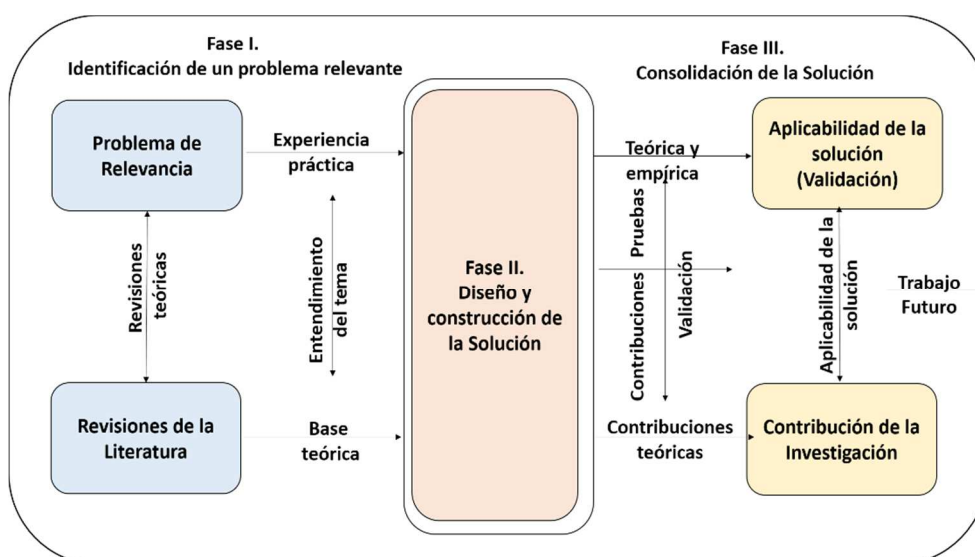 Fase I.
Identificación de un problema relevante
Problema de
Relevancia
Experiencia
práctica
Revisiones
teóricas
Entendimiento
del tema
Revisiones de la
Literatura
Base
teórica
Fase II.
Diseño y
construcción de
la Solución
Fase III.
Consolidación de la Solución
Teórica y
empírica
Aplicabilidad de la
solución
(Validación)
Contribuciones Pruebas
Validación
Aplicabilidad de la
solución
Trabajo
Futuro
Contribuciones
teóricas
Contribución de la
Investigación